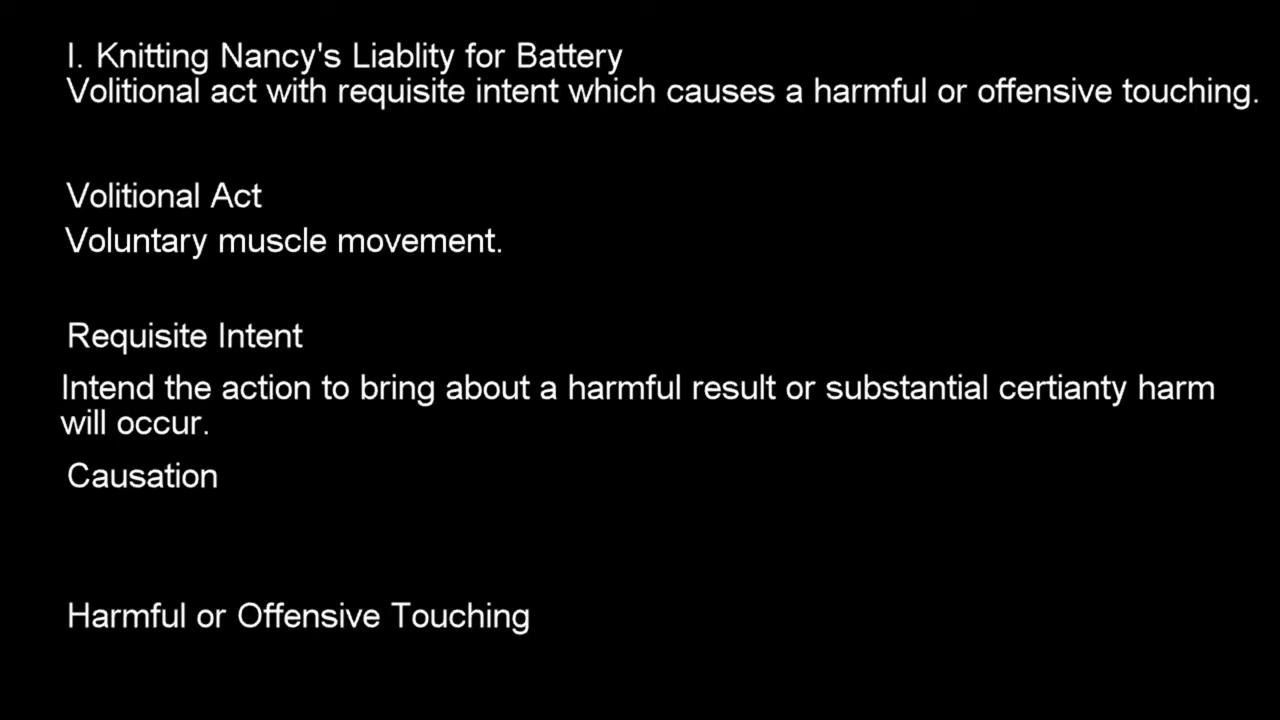 I. Knitting Nancy's Liablity for Battery
Volitional act with requisite intent which causes a harmful or offensive touching.
Volitional Act
Voluntary muscle movement.
Requisite Intent
Intend the action to bring about a harmful result or substantial certianty harm
will occur.
Causation
Harmful or Offensive Touching